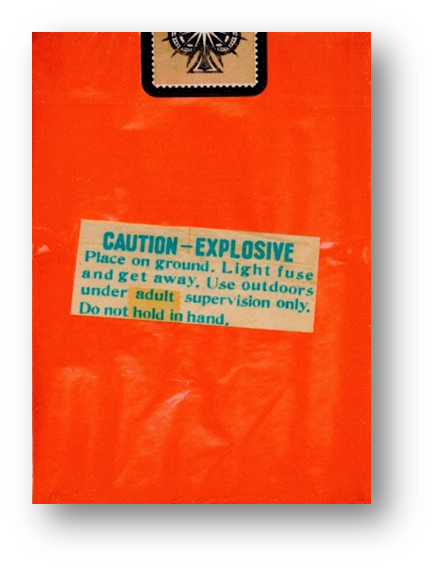 CAUTION–EXPLOSIVE
Place on ground. Light fuse
and get away. Use outdoors
under adult supervision only.
Do not hold in hand.